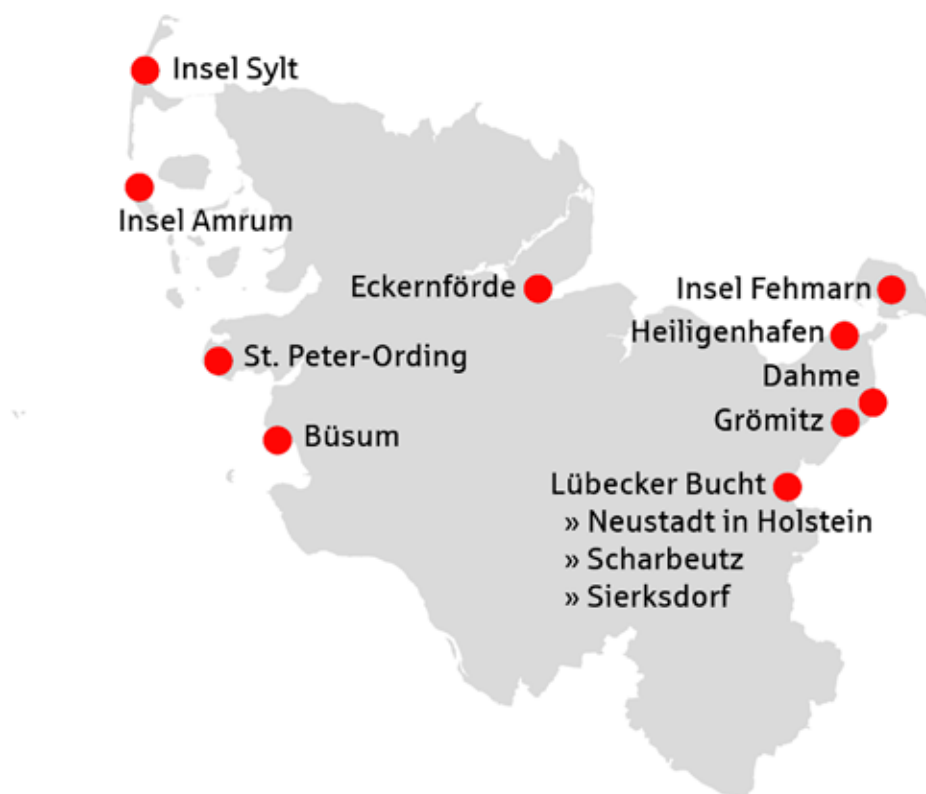 Insel Sylt
Insel Amrum
Eckernförde
Insel Fehmarn
Heiligenhafen
St. Peter-Ording
Dahme
Grömitz
Büsum
Lübecker Bucht
» Neustadt in Holstein
» Scharbeutz
» Sierksdorf